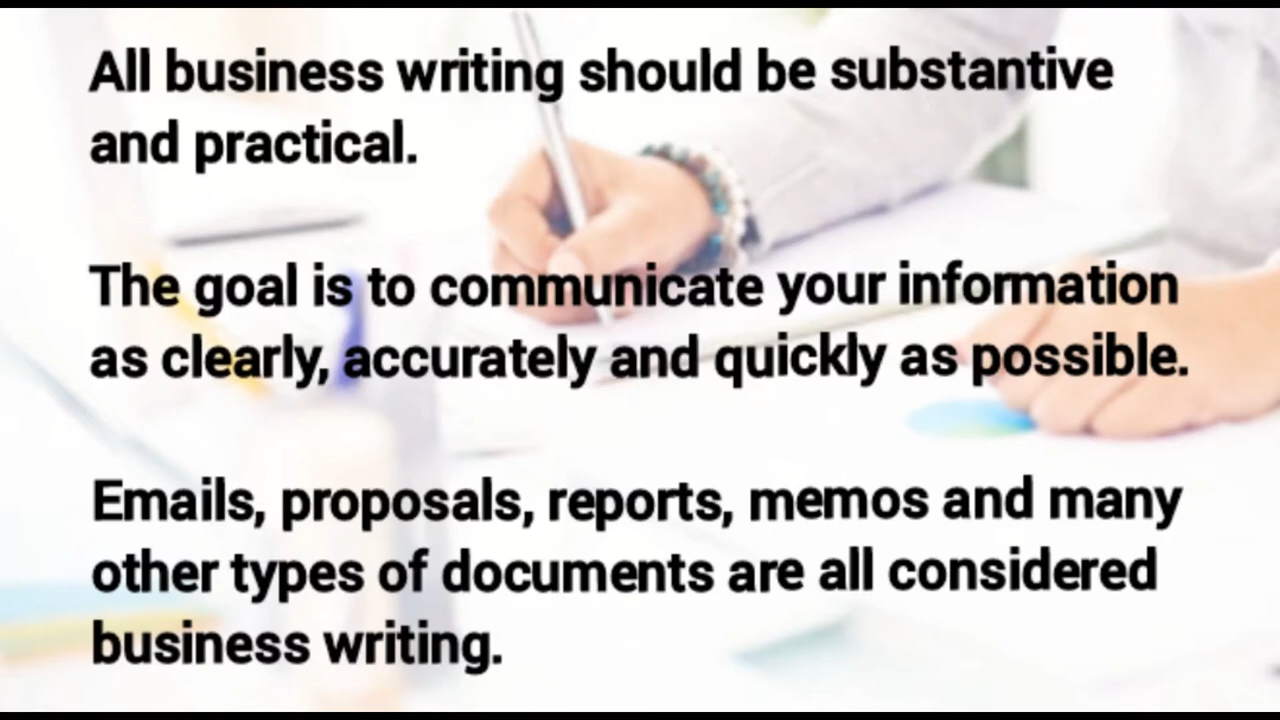 All business writing should be substantive
and practical.
The goal is to communicate your information
as clearly, accurately and quickly as possible.
Emails, proposals, reports, memos and many
other types of documents are all considered
business writing.